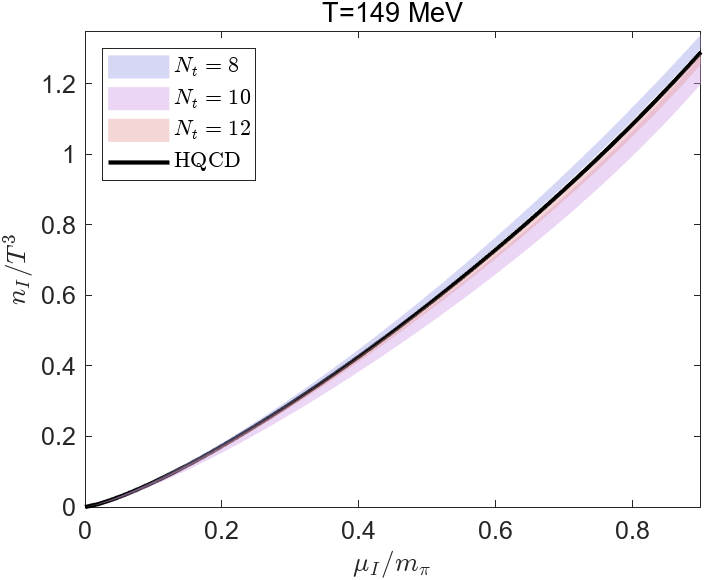 T=149 MeV
N_t = 8
N_t = 10
N_t = 12
HQCD
n_I/T^3
1.2
1
0.8
0.6
0.4
0.2
0
0 0.2 0.4 0.6 0.8
μ_I/m_π